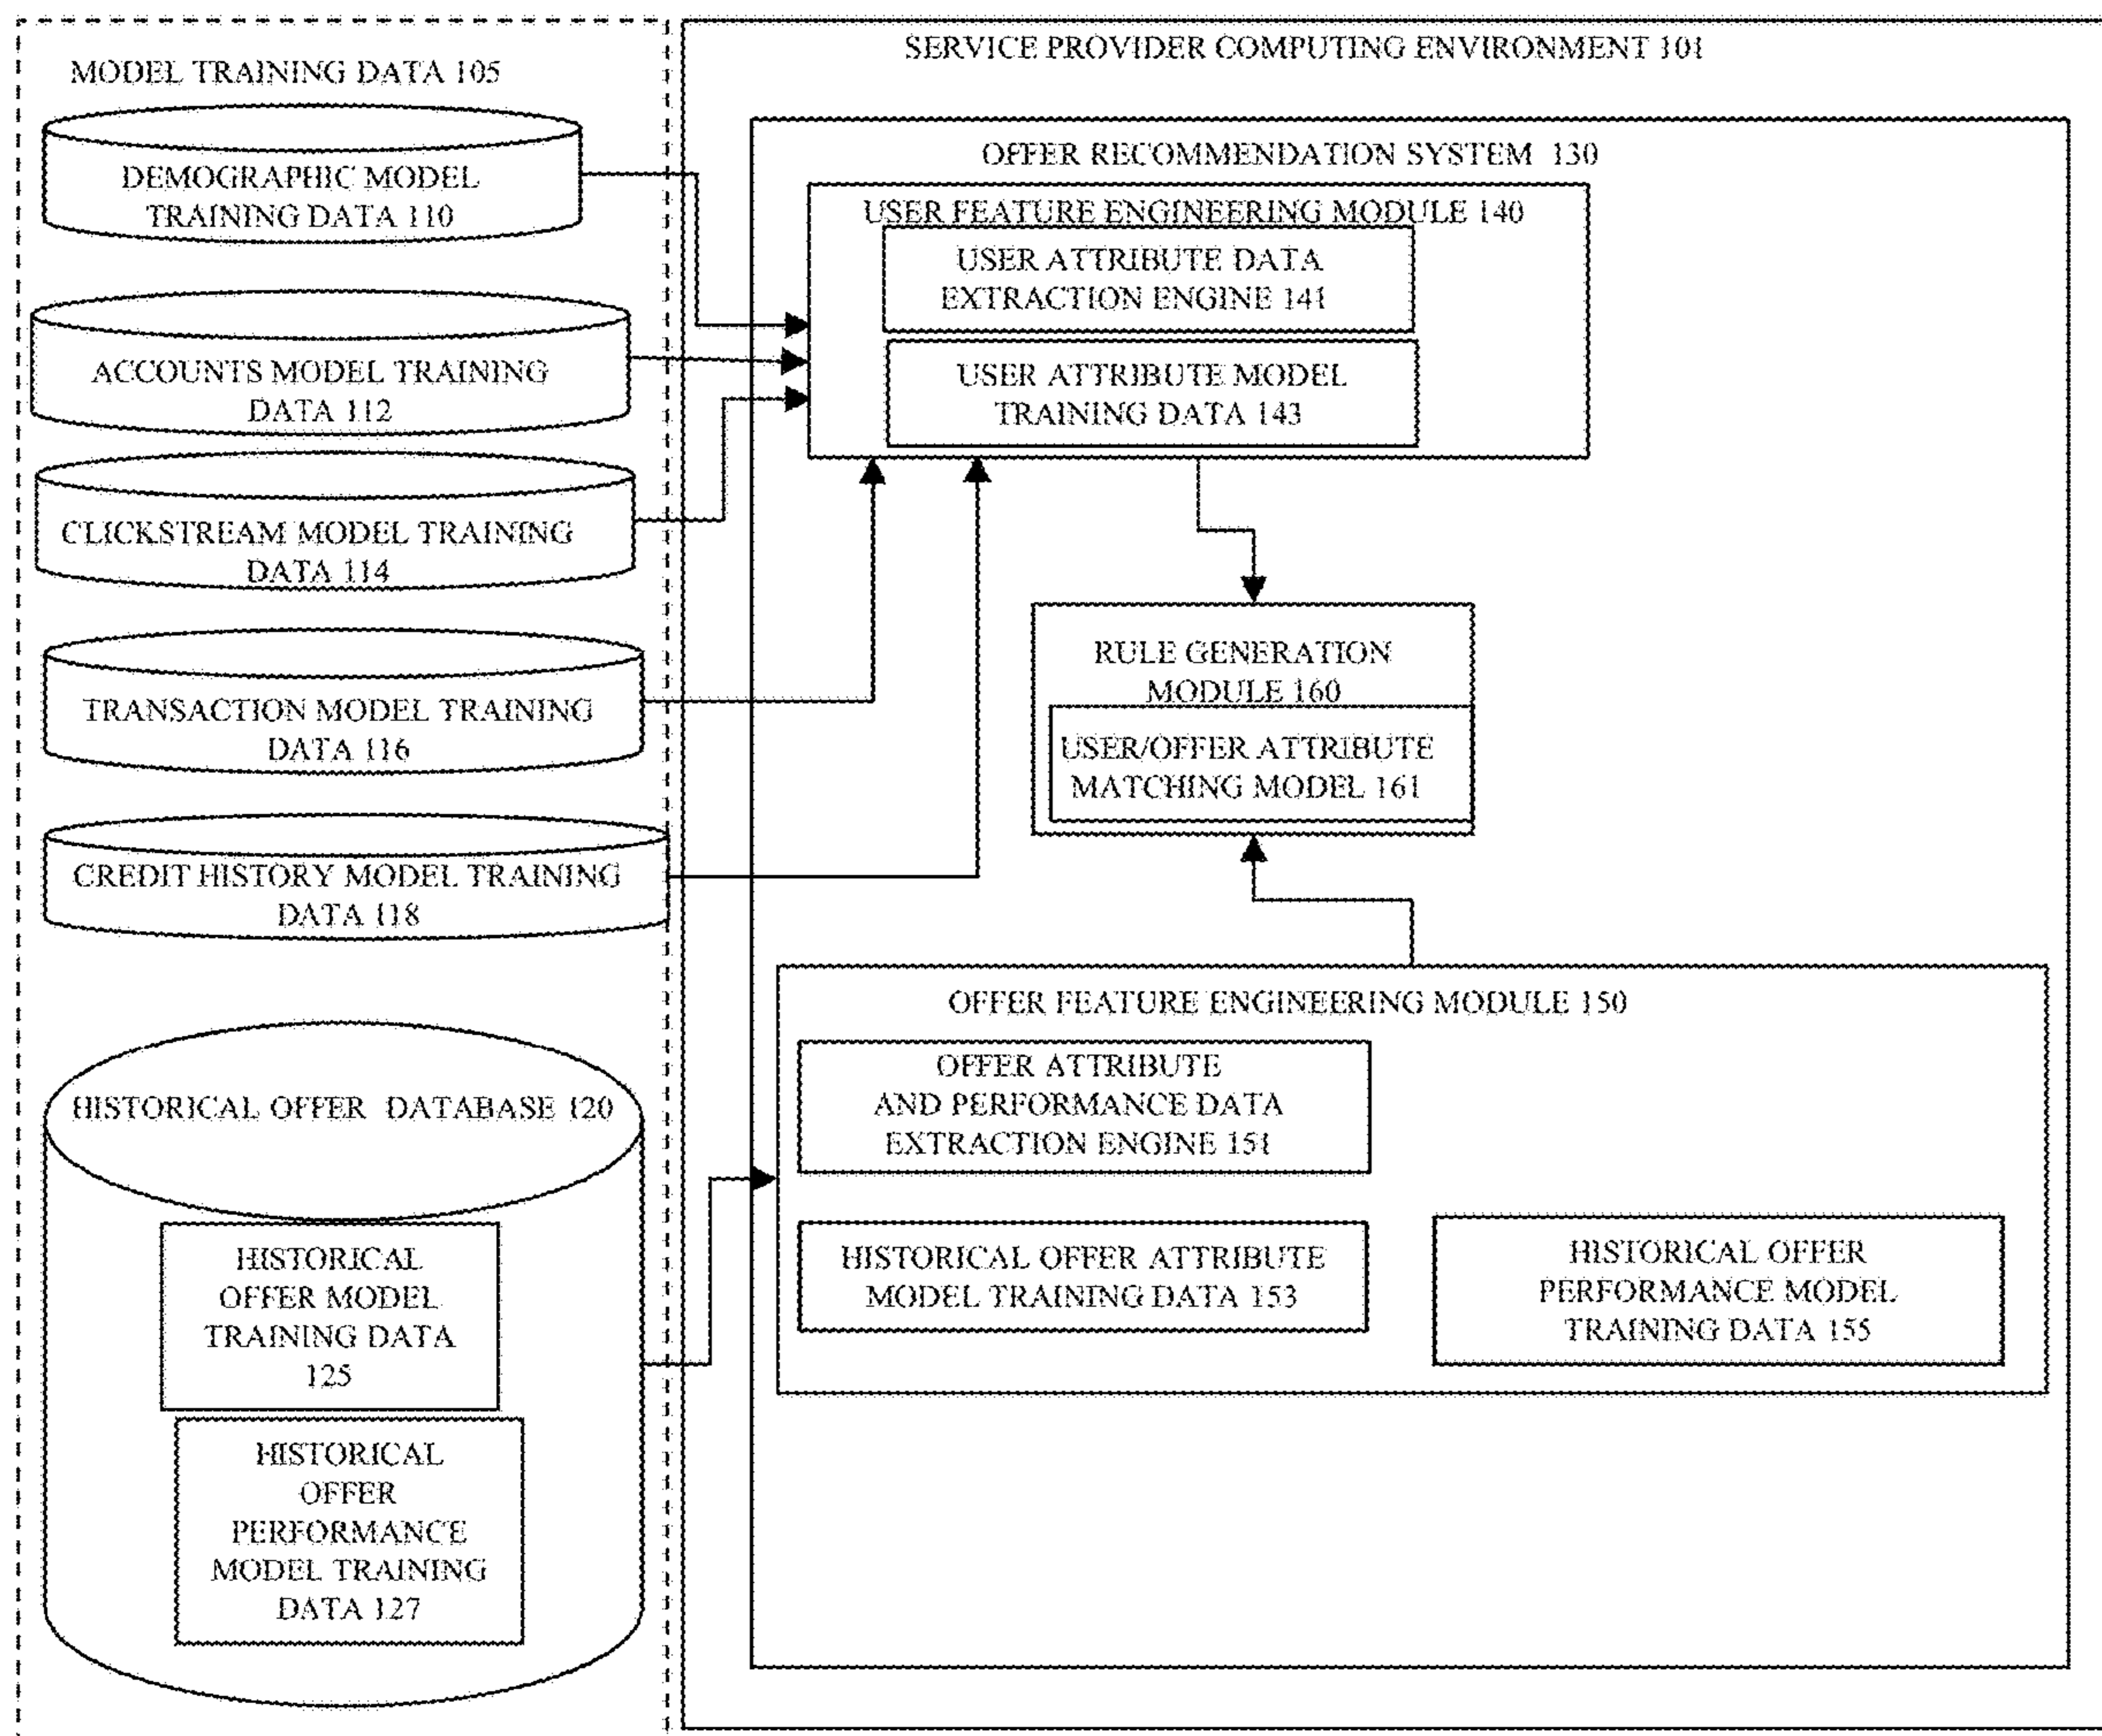 MODEL TRAINING DATA 105
DEMOGRAPHIC MODEL
TRAINING DATA 110
ACCOUNTS MODEL TRAINING
DATA 112
CLICKSTREAM MODEL TRAINING
DATA 114
TRANSACTION MODEL TRAINING
DATA 116
CREDIT HISTORY MODEL TRAINING
DATA 118
HISTORICAL OFFER DATABASE 120
HISTORICAL
OFFER MODEL
TRAINING DATA
125
HISTORICAL
OFFER
PERFORMANCE
MODEL TRAINING
DATA 127
SERVICE PROVIDER COMPUTING ENVIRONMENT 101
OFFER RECOMMENDATION SYSTEM 130
USER FEATURE ENGINEERING MODULE 140
USER ATTRIBUTE DATA
EXTRACTION ENGINE 141
USER ATTRIBUTE MODEL
TRAINING DATA 143
RULE GENERATION
MODULE 160
USER/OFFER ATTRIBUTE
MATCHING MODEL 161
OFFER FEATURE ENGINEERING MODULE 150
OFFER ATTRIBUTE
AND PERFORMANCE DATA
EXTRACTION ENGINE 151
HISTORICAL OFFER ATTRIBUTE
MODEL TRAINING DATA 153
HISTORICAL OFFER
PERFORMANCE MODEL
TRAINING DATA 155